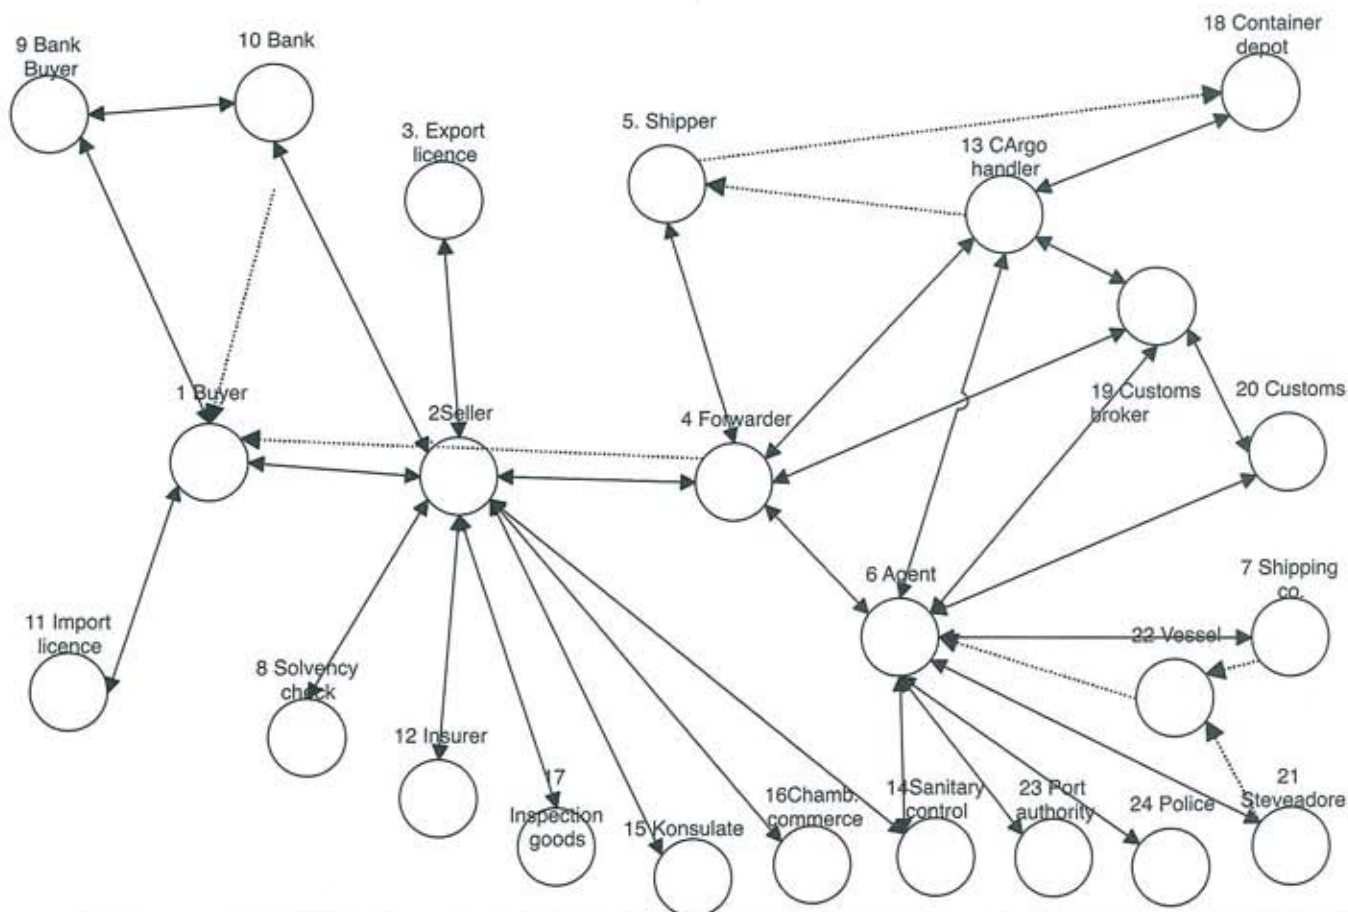 18 Container
depot
9 Bank
Buyer
10 Bank
5. Shipper
3. Export
licence
13 CArgo
handler
1 Buyer
2Seller
4 Forwarder
19 Customs
broker
20 Customs
6 Agent
7 Shipping
co.
11 Import
licence
22 Vessel
8 Solvency
check
12 Insurer
17
Inspection
goods
15 Konsulate
16Chamb.
commerce
14Sanitary
control
23 Port
authority
24 Police
21
Steveadore